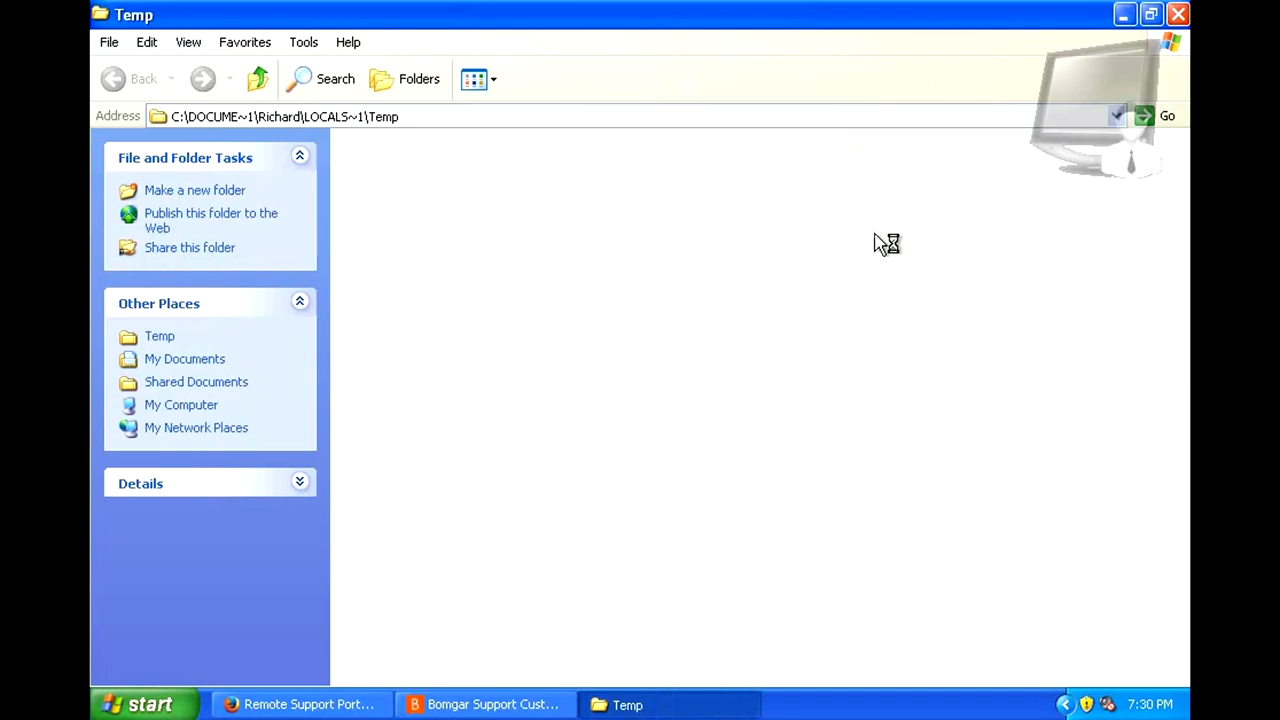 Temp
File Edit View Favorites Tools Help
Back Search Folders
Address C:\DOCUME~1\Richard\LOCALS~1\Temp Go
File and Folder Tasks
Make a new folder
Publish this folder to the
Web
Share this folder
Other Places
Temp
My Documents
Shared Documents
My Computer
My Network Places
Details
start Remote Support Port... B Bomgar Support Cust... Temp 7:30 PM